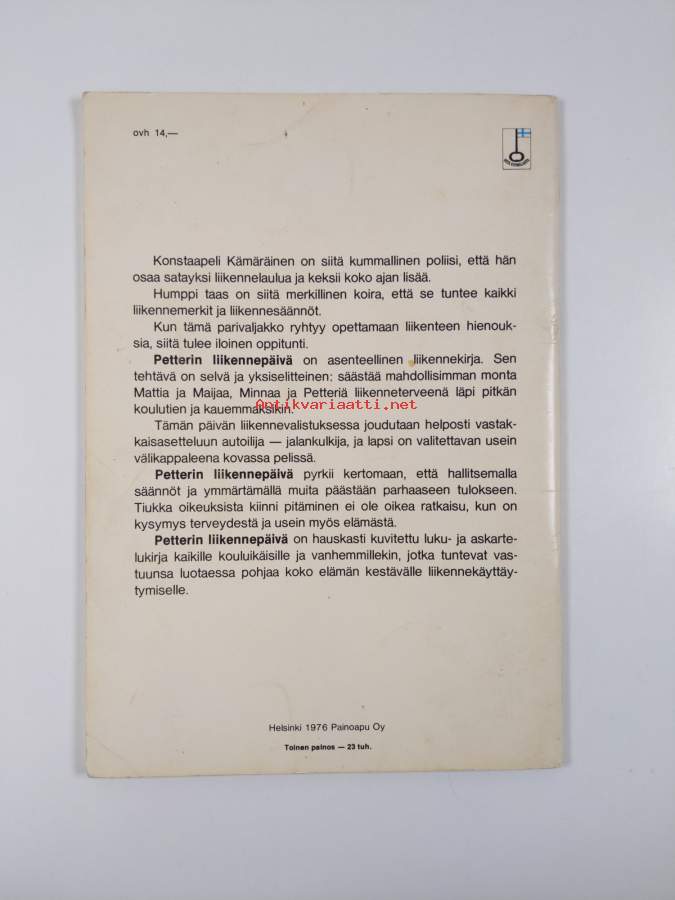 ovh 14,—
Konstaapeli Kämäräinen on siitä kummallinen poliisi, että hän
osaa satayksi liikennelaulua ja keksii koko ajan lisää.
Humppi taas on siitä merkillinen koira, että se tuntee kaikki
liikennemerkit ja liikennesäännöt.
Kun tämä parivaljakko ryhtyy opettamaan liikenteen hienouk-
sia, siitä tulee iloinen oppitunti.
Petterin liikennepäivä on asenteellinen liikennekirja. Sen
tehtävä on selvä ja yksiselitteinen: säästää mahdollisimman monta
Mattia ja Maijaa, Minnaa ja Petteriä liikenneterveenä läpi pitkän
koulutien ja kauemmaksikin.
Antikvariaatti.net
Tämän päivän liikennevalistuksessa joudutaan helposti vastak-
kaisasetteluun autoilija — jalankulkija, ja lapsi on valitettavan usein
välikappaleena kovassa pelissä.
Petterin liikennepäivä pyrkii kertomaan, että hallitsemalla
säännöt ja ymmärtämällä muita päästään parhaaseen tulokseen.
Tiukka oikeuksista kiinni pitäminen ei ole oikea ratkaisu, kun on
kysymys terveydestä ja usein myös elämästä.
Petterin liikennepäivä on hauskasti kuvitettu luku- ja askarte-
lukirja kaikille kouluikäisille ja vanhemmillekin, jotka tuntevat vas-
tuunsa luotaessa pohjaa koko elämän kestävälle liikennekäyttäy-
tymiselle.
Helsinki 1976 Painoapu Oy
Toinen painos — 23 tuh.